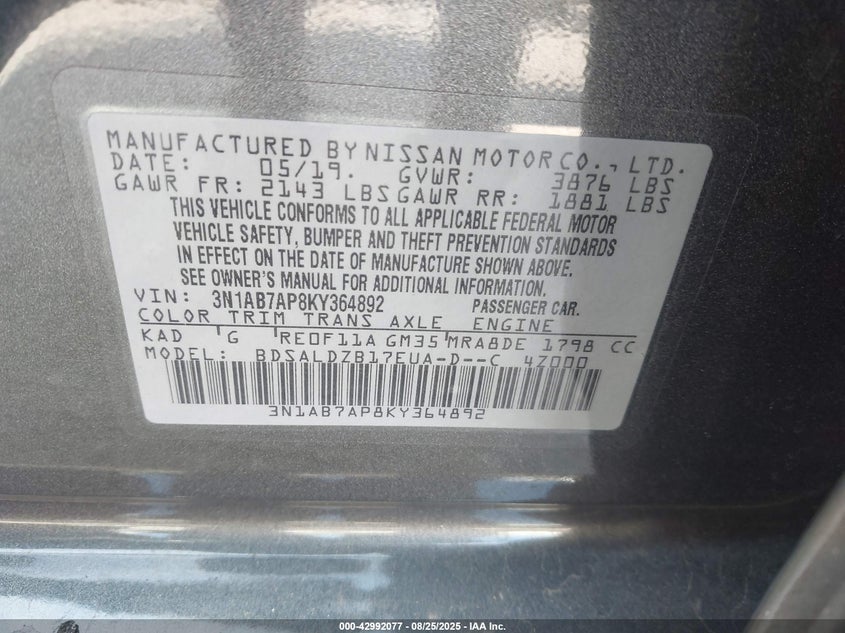 MANUFACTURED BY NISSAN MOTOR CO., LTD.
DATE: 05/19. GVWR: 3876 LBS
GAWR FR: 2143 LBS GAWR RR: 1881 LBS
THIS VEHICLE CONFORMS TO ALL APPLICABLE FEDERAL MOTOR
VEHICLE SAFETY, BUMPER AND THEFT PREVENTION STANDARDS
IN EFFECT ON THE DATE OF MANUFACTURE SHOWN ABOVE.
SEE OWNER'S MANUAL FOR ADDITIONAL INFORMATION.
VIN: 3N1AB7AP8KY364892 PASSENGER CAR.
COLOR TRIM TRANS AXLE ENGINE
KAD G RE0F11A GM35 MRA8DE 1798 CC
MODEL: BDSALDZB17EUA-D--C 4Z000
3N1AB7AP8KY364892
000-42992077 - 08/25/2025 - IAA Inc.